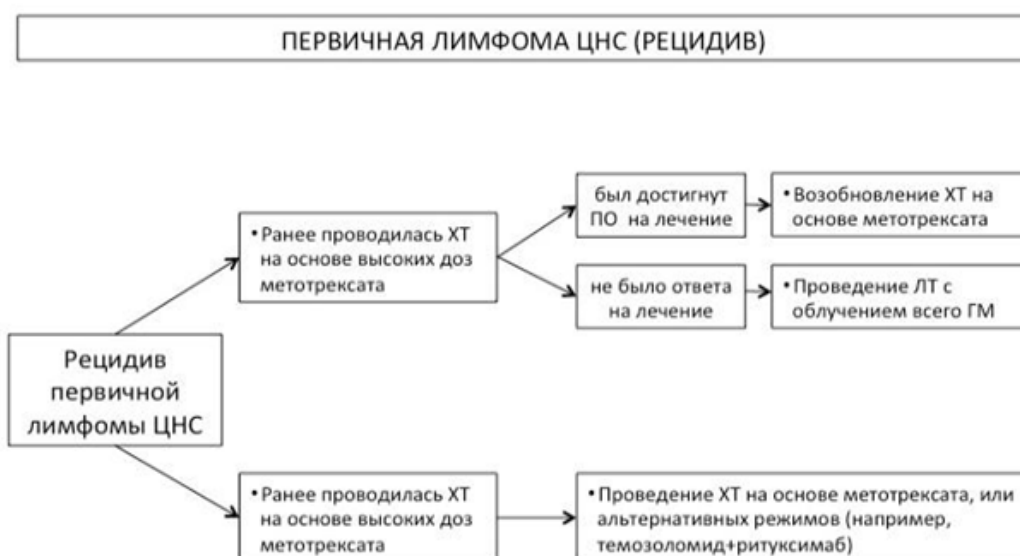 ПЕРВИЧНАЯ ЛИМФОМА ЦНС (РЕЦИДИВ)
был достигнут
ПО на лечение
• Возобновление ХТ на
основе метотрексата
• Ранее проводилась ХТ
на основе высоких доз
метотрексата
не было ответа
на лечение
• Проведение ЛТ с
облучением всего ГМ
Рецидив
первичной
лимфомы ЦНС
• Ранее проводилась ХТ
на основе высоких доз
метотрексата
• Проведение ХТ на основе метотрексата, или
альтернативных режимов (например,
темозоломид+ритуксимаб)